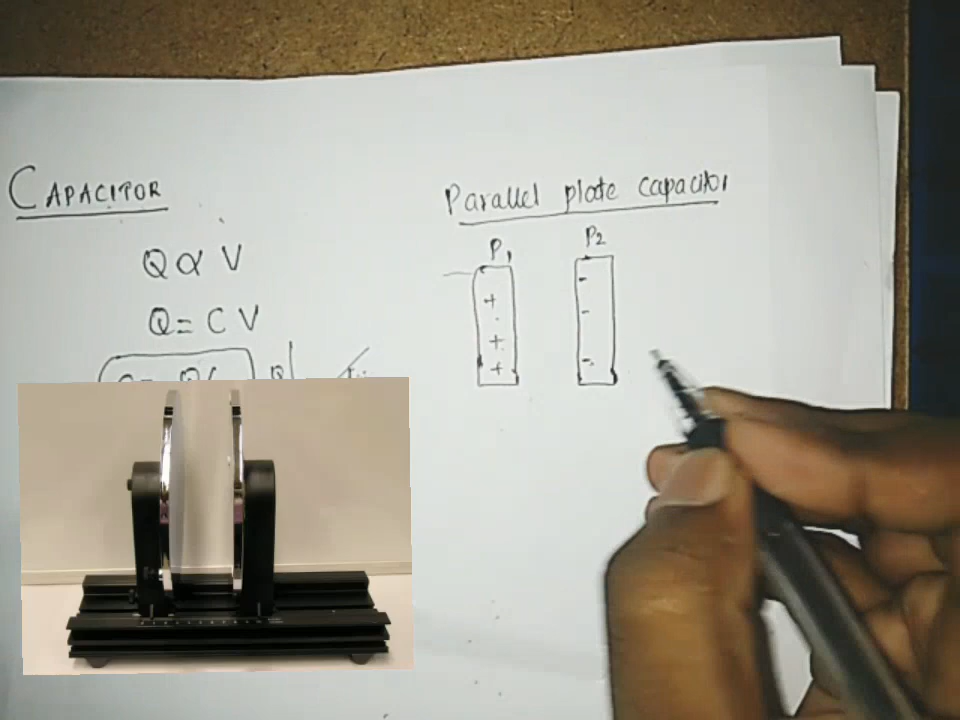 CAPACITOR
Q α V
Q = C V
Parallel plate capacitor
P1 P2
+ -
+ -
+ -